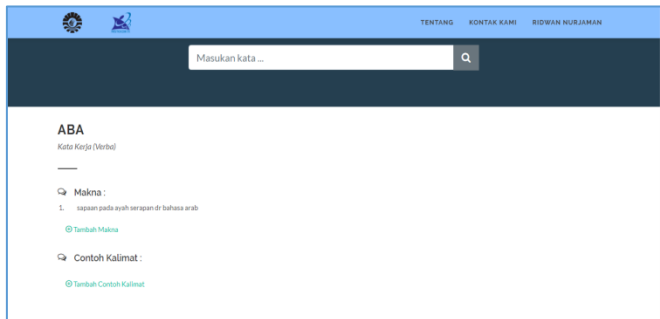 TENTANG KONTAK KAMI RIDWAN NURJAMAN
Masukan kata ...
ABA
Kata Kerja (Verba)
Makna :
1. sapaan pada ayah serapan dr bahasa arab
Tambah Makna
Contoh Kalimat :
Tambah Contoh Kalimat